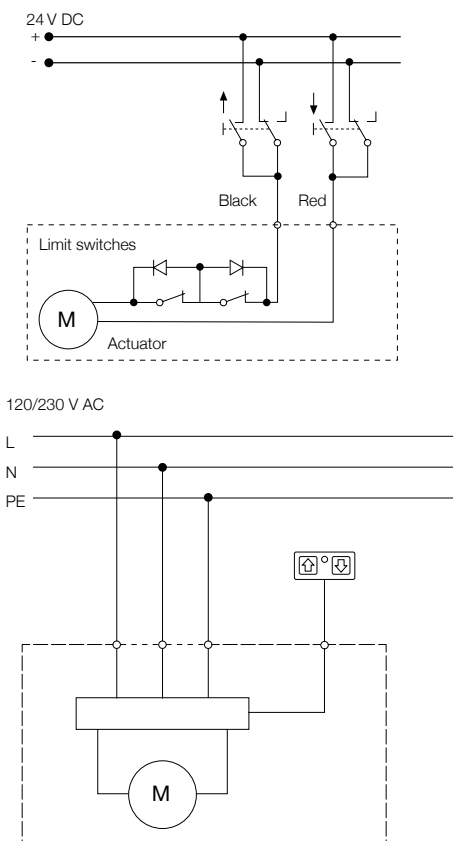 24 V DC
+
-
Black Red
Limit switches
M
Actuator
120/230 V AC
L
N
PE
M